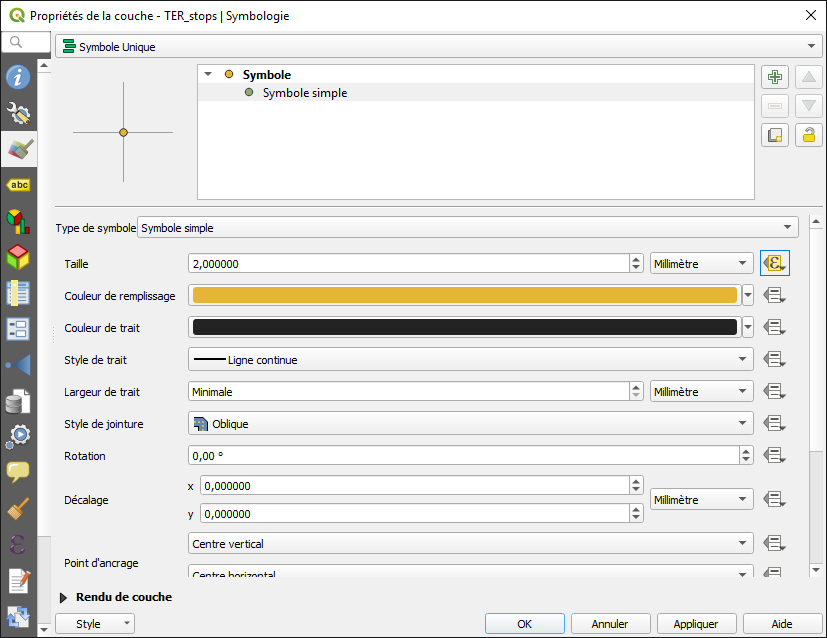 Propriétés de la couche - TER_stops | Symbologie
Symbole Unique
Symbole
Symbole simple
abc
Type de symbole Symbole simple
Taille 2,000000 Millimètre
Couleur de remplissage
Couleur de trait
Style de trait Ligne continue
Largeur de trait Minimale Millimètre
Style de jointure Oblique
Rotation 0,00 °
Décalage x 0,000000 Millimètre
y 0,000000
Point d'ancrage Centre vertical
Centre horizontal
Rendu de couche
Style OK Annuler Appliquer Aide